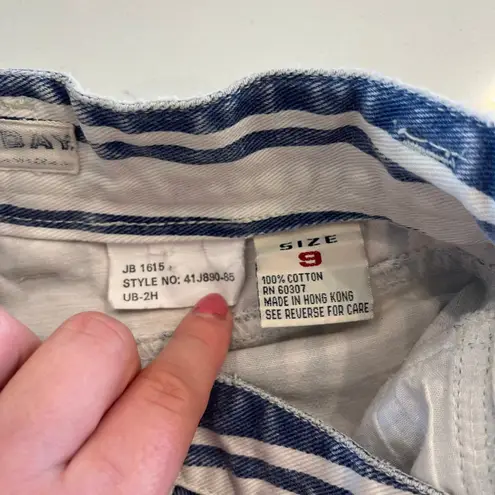 BAY
JB 1615
STYLE NO: 41J890-85
UB-2H
SIZE
9
100% COTTON
RN 60307
MADE IN HONG KONG
SEE REVERSE FOR CARE